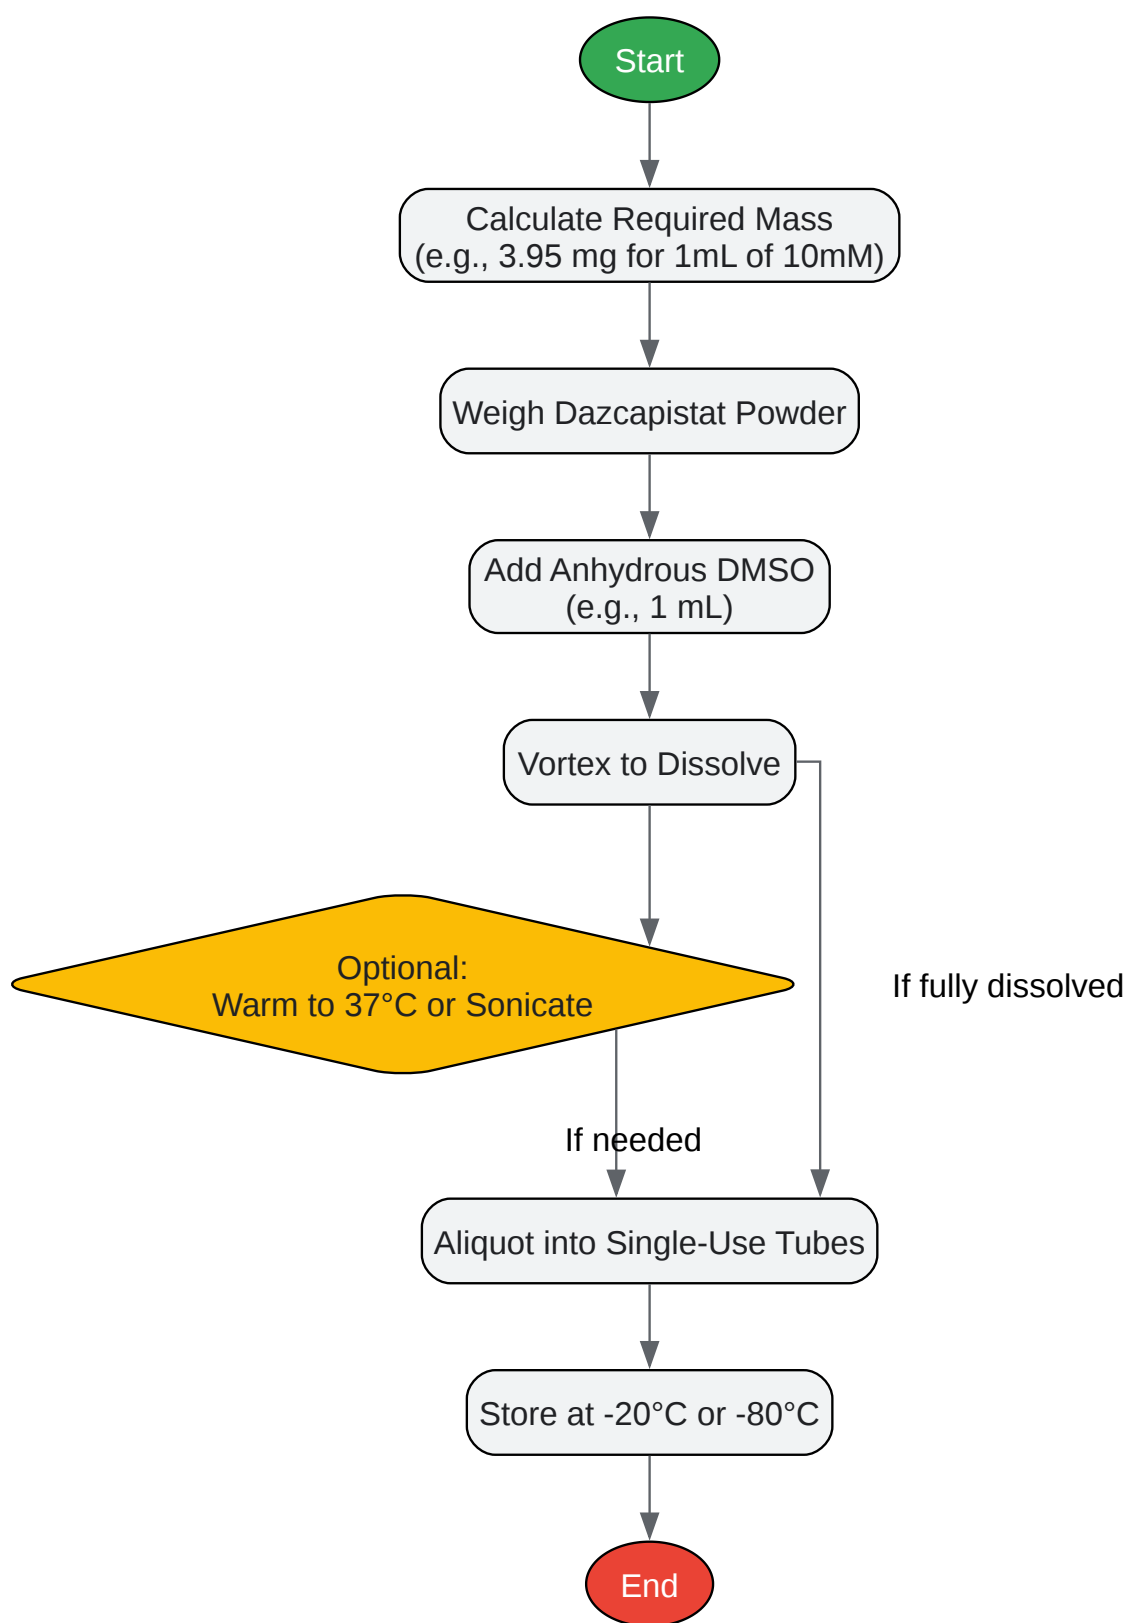 Start
Calculate Required Mass
(e.g., 3.95 mg for 1mL of 10mM)
Weigh Dazcapistat Powder
Add Anhydrous DMSO
(e.g., 1 mL)
Vortex to Dissolve
Optional:
Warm to 37°C or Sonicate
If fully dissolved
If needed
Aliquot into Single-Use Tubes
Store at -20°C or -80°C
End